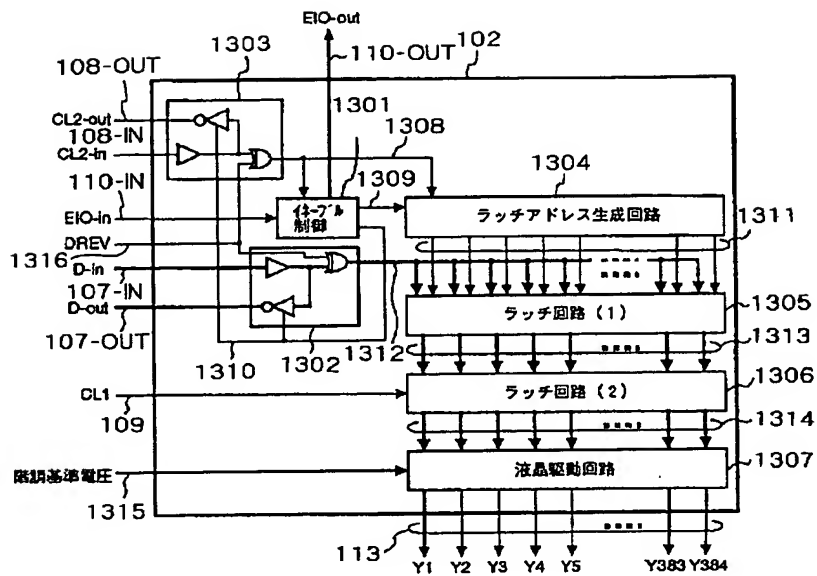 EIO-out
1303
110-OUT
102
108-OUT
1301
CL2-out
1308
108-IN
CL2-in
1304
110-IN
1309
EIO-in
イネーブル
制御
ラッチアドレス生成回路
1311
DREV
1316
D-in
107-IN
D-out
ラッチ回路(1)
1305
107-OUT
1313
1310
1302
1312
1306
CL1
ラッチ回路(2)
109
1314
1307
階調基準電圧
液晶駆動回路
1315
113
Y1 Y2 Y3 Y4 Y5 Y383 Y384